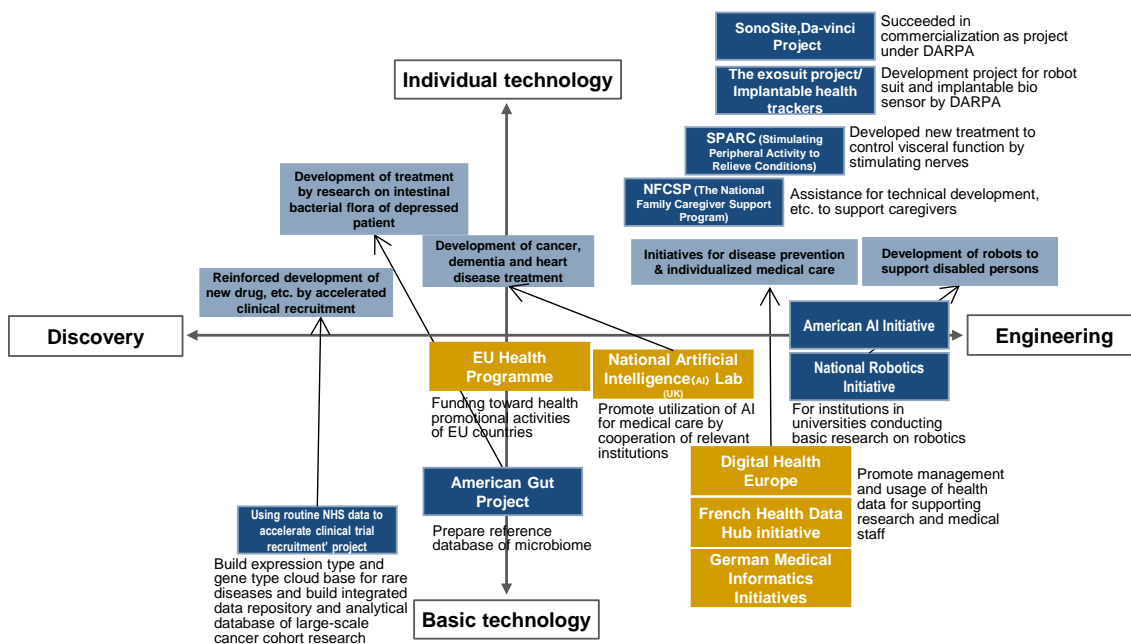 SonoSite,Da-vinci
Project
Succeeded in
commercialization as project
under DARPA
Individual technology
The exosuit project/
Implantable health
trackers
Development project for robot
suit and implantable bio
sensor by DARPA
SPARC (Stimulating
Peripheral Activity to
Relieve Conditions)
Developed new treatment to
control visceral function by
stimulating nerves
NFCSP (The National
Family Caregiver Support
Program)
Assistance for technical development,
etc. to support caregivers
Development of treatment
by research on intestinal
bacterial flora of depressed
patient
Development of cancer,
dementia and heart
disease treatment
Initiatives for disease prevention
& individualized medical care
Development of robots to
support disabled persons
Reinforced development of
new drug, etc. by accelerated
clinical recruitment
Discovery
American AI Initiative
Engineering
EU Health
Programme
Funding toward health
promotional activities
of EU countries
National Artificial
Intelligence(AI) Lab
(UK)
Promote utilization of AI
for medical care by
cooperation of relevant
institutions
National Robotics
Initiative
For institutions in
universities conducting
basic research on robotics
American Gut
Project
Prepare reference
database of microbiome
Digital Health
Europe
French Health Data
Hub initiative
German Medical
Informatics
Initiatives
Promote management
and usage of health
data for supporting
research and medical
staff
Using routine NHS data to
accelerate clinical trial
recruitment' project
Build expression type and
gene type cloud base for rare
diseases and build integrated
data repository and analytical
database of large-scale
cancer cohort research
Basic technology